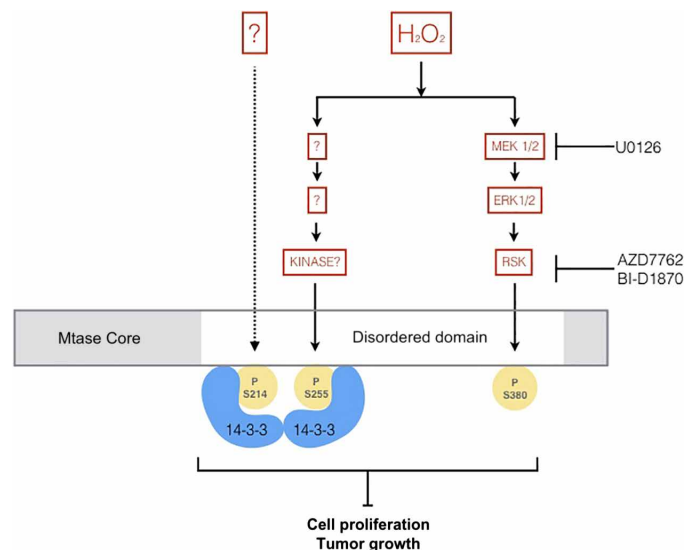 ?
H₂O₂
?
MEK 1/2
U0126
?
ERK1/2
KINASE?
RSK
AZD7762
BI-D1870
Mtase Core
Disordered domain
P
S214
P
S255
P
S380
14-3-3
14-3-3
Cell proliferation
Tumor growth